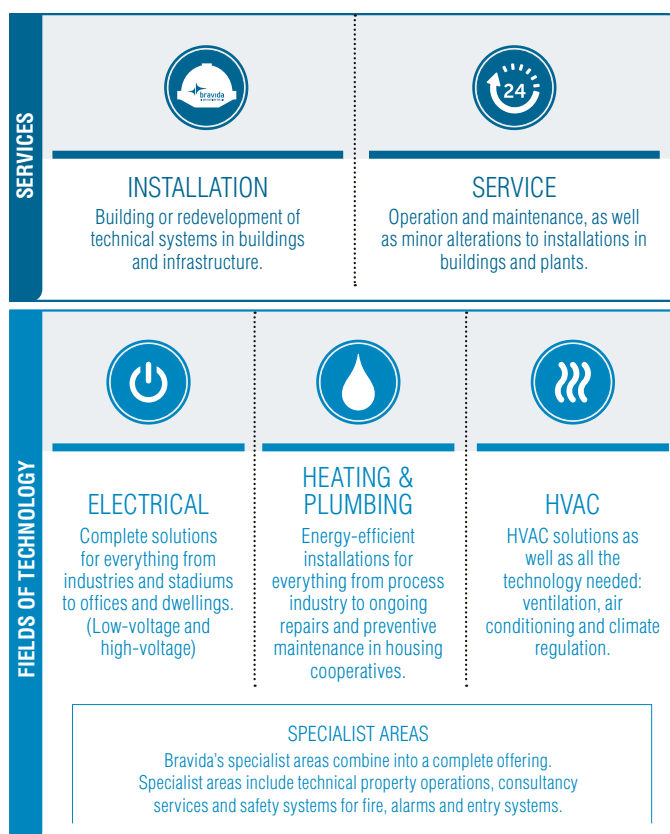 SERVICES
bravida
24
INSTALLATION
Building or redevelopment of
technical systems in buildings
and infrastructure.
SERVICE
Operation and maintenance, as well
as minor alterations to installations in
buildings and plants.
FIELDS OF TECHNOLOGY
ELECTRICAL
Complete solutions
for everything from
industries and stadiums
to offices and dwellings.
(Low-voltage and
high-voltage)
HEATING &
PLUMBING
Energy-efficient
installations for
everything from process
industry to ongoing
repairs and preventive
maintenance in housing
cooperatives.
HVAC
HVAC solutions as
well as all the
technology needed:
ventilation, air
conditioning and climate
regulation.
SPECIALIST AREAS
Bravida’s specialist areas combine into a complete offering.
Specialist areas include technical property operations, consultancy
services and safety systems for fire, alarms and entry systems.